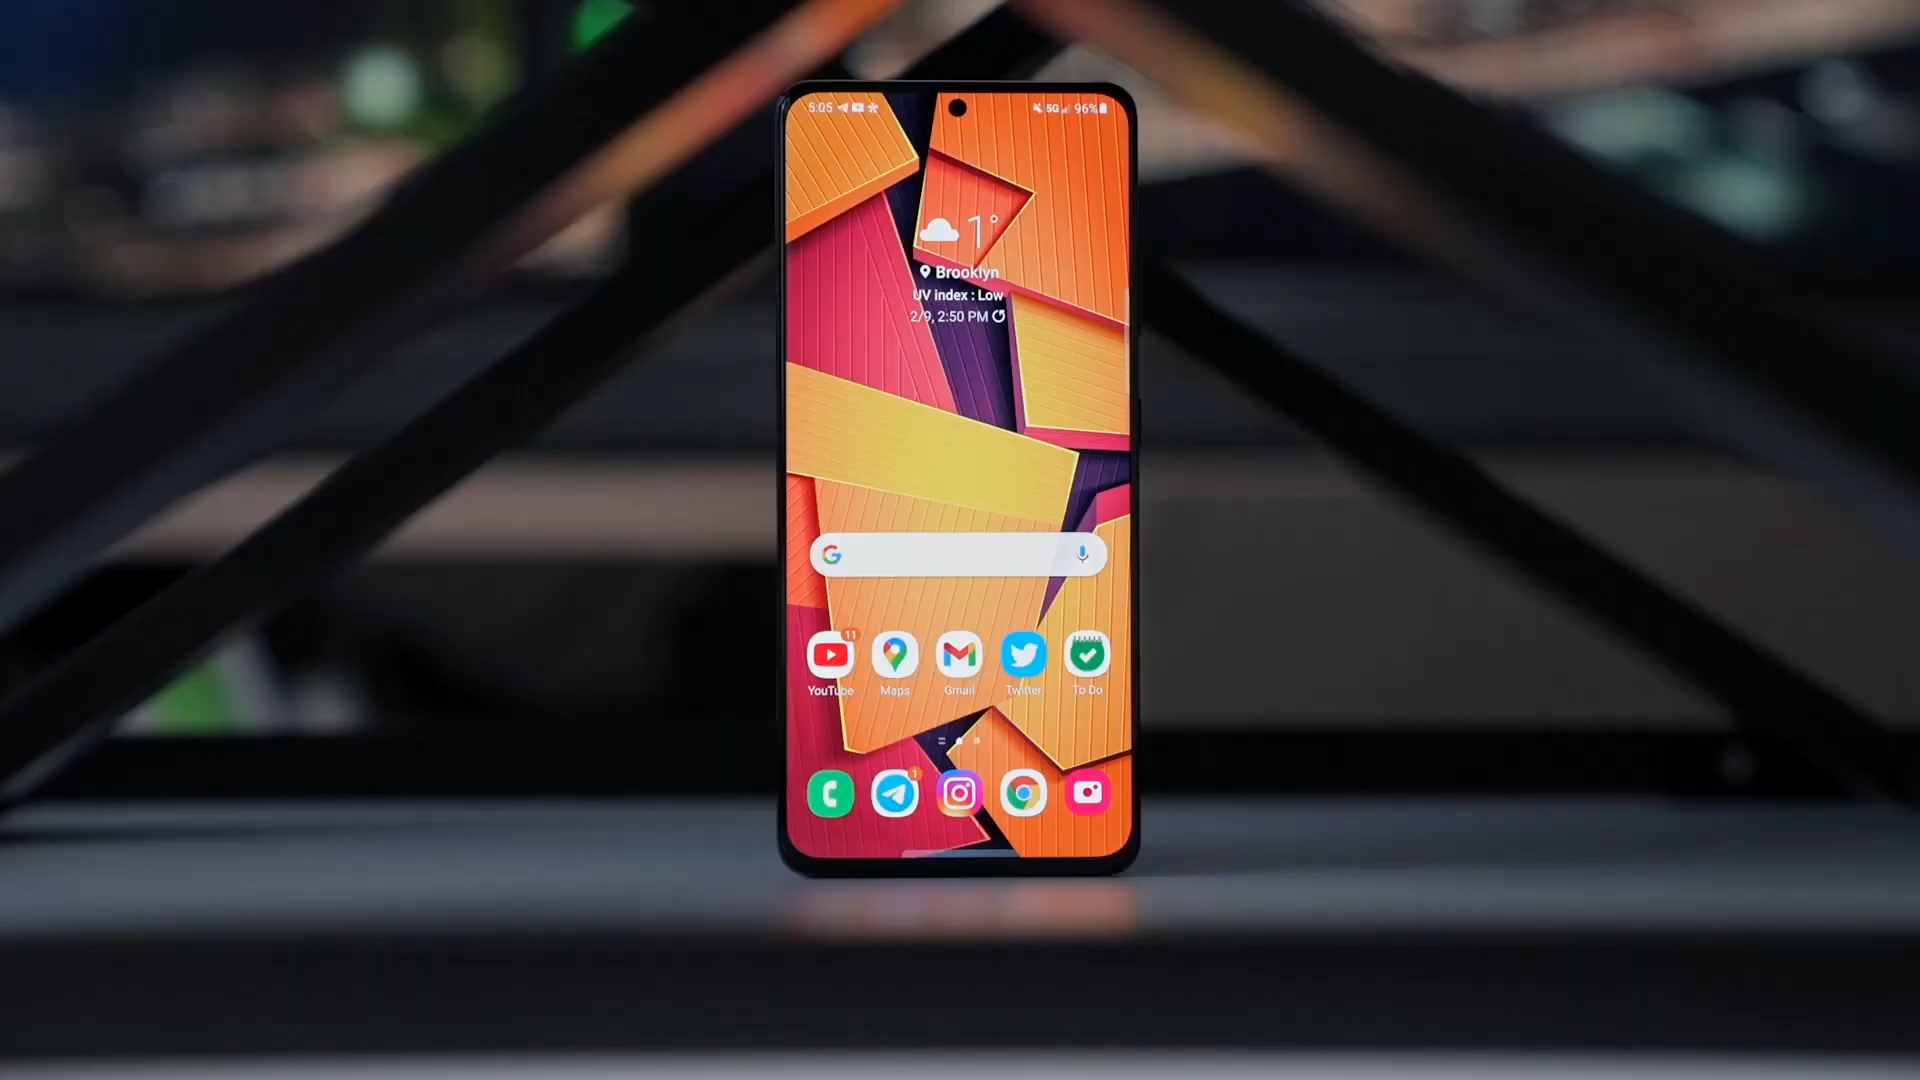 5:05
5G 96%
1°
Brooklyn
UV index : Low
2/9, 2:50 PM
11
YouTube Maps Gmail Twitter To Do
1